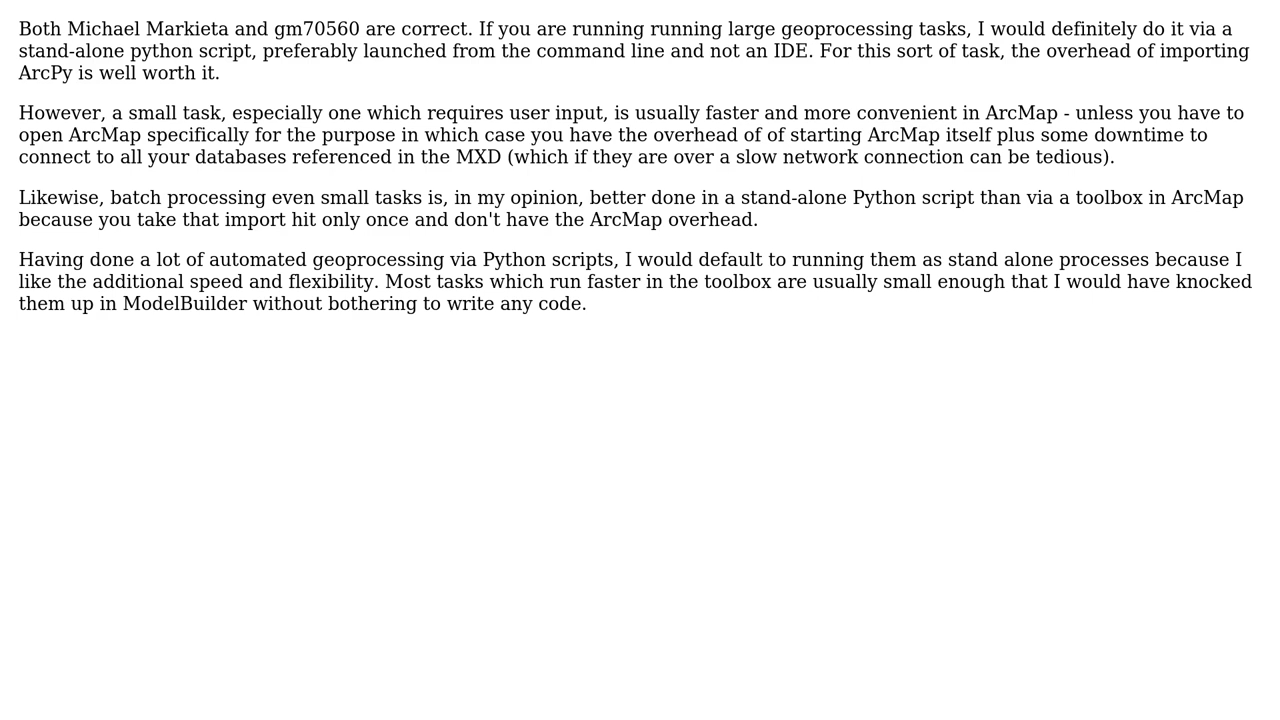 Both Michael Markieta and gm70560 are correct. If you are running running large geoprocessing tasks, I would definitely do it via a
stand-alone python script, preferably launched from the command line and not an IDE. For this sort of task, the overhead of importing
ArcPy is well worth it.
However, a small task, especially one which requires user input, is usually faster and more convenient in ArcMap - unless you have to
open ArcMap specifically for the purpose in which case you have the overhead of of starting ArcMap itself plus some downtime to
connect to all your databases referenced in the MXD (which if they are over a slow network connection can be tedious).
Likewise, batch processing even small tasks is, in my opinion, better done in a stand-alone Python script than via a toolbox in ArcMap
because you take that import hit only once and don't have the ArcMap overhead.
Having done a lot of automated geoprocessing via Python scripts, I would default to running them as stand alone processes because I
like the additional speed and flexibility. Most tasks which run faster in the toolbox are usually small enough that I would have knocked
them up in ModelBuilder without bothering to write any code.